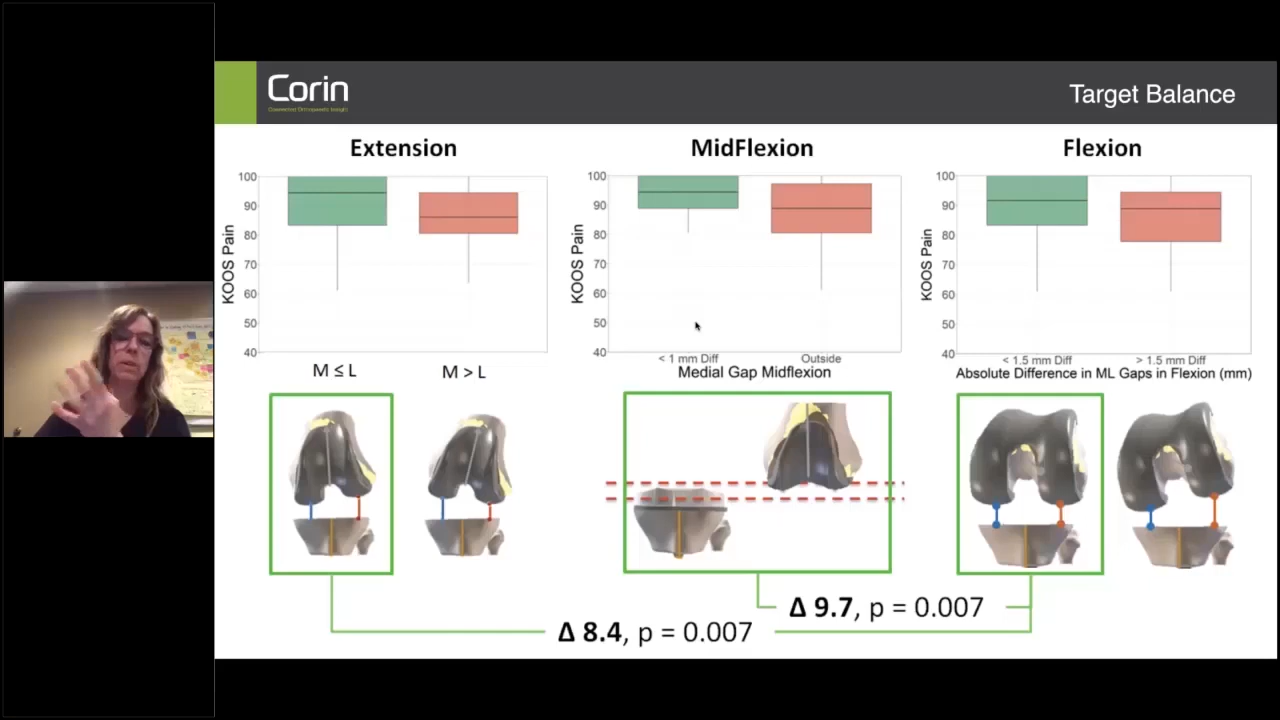 Corin
Connected Orthopaedic Insight
Target Balance
Extension
MidFlexion
Flexion
KOOS Pain
100
90
80
70
60
50
40
M ≤ L
M > L
KOOS Pain
100
90
80
70
60
50
40
< 1 mm Diff
Outside
Medial Gap Midflexion
KOOS Pain
100
90
80
70
60
50
40
< 1.5 mm Diff
> 1.5 mm Diff
Absolute Difference in ML Gaps in Flexion (mm)
Δ 9.7, p = 0.007
Δ 8.4, p = 0.007